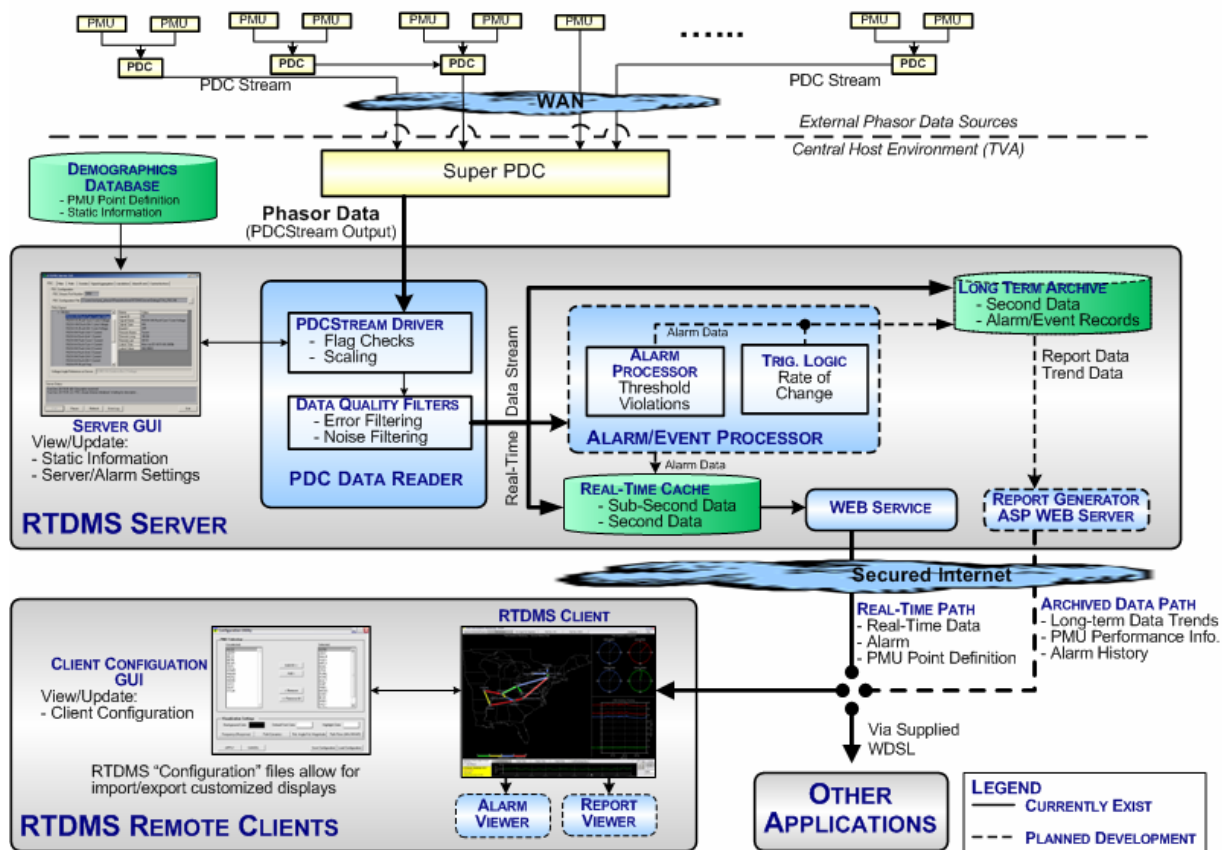 PMU PMU PMU PMU PMU PMU PMU PMU PMU
PDC PDC PDC PDC
PDC Stream
PDC Stream
WAN
External Phasor Data Sources
Central Host Environment (TVA)
DEMOGRAPHICS
DATABASE
- PMU Point Definition
- Static Information
Super PDC
Phasor Data
(PDCStream Output)
PDCSTREAM DRIVER
- Flag Checks
- Scaling
DATA QUALITY FILTERS
- Error Filtering
- Noise Filtering
PDC DATA READER
SERVER GUI
View/Update:
- Static Information
- Server/Alarm Settings
RTDMS SERVER
Real-Time Data Stream
Alarm Data
ALARM
PROCESSOR
Threshold
Violations
TRIG. LOGIC
Rate of
Change
ALARM/EVENT PROCESSOR
Alarm Data
LONG TERM ARCHIVE
- Second Data
- Alarm/Event Records
Report Data
Trend Data
REAL-TIME CACHE
- Sub-Second Data
- Second Data
WEB SERVICE
REPORT GENERATOR
ASP WEB SERVER
Secured Internet
REAL-TIME PATH
- Real-Time Data
- Alarm
- PMU Point Definition
ARCHIVED DATA PATH
- Long-term Data Trends
- PMU Performance Info.
- Alarm History
CLIENT CONFIGUATION
GUI
View/Update:
- Client Configuration
RTDMS CLIENT
RTDMS "Configuration" files allow for
import/export customized displays
ALARM
VIEWER
REPORT
VIEWER
RTDMS REMOTE CLIENTS
Via Supplied
WDSL
OTHER
APPLICATIONS
LEGEND
CURRENTLY EXIST
PLANNED DEVELOPMENT